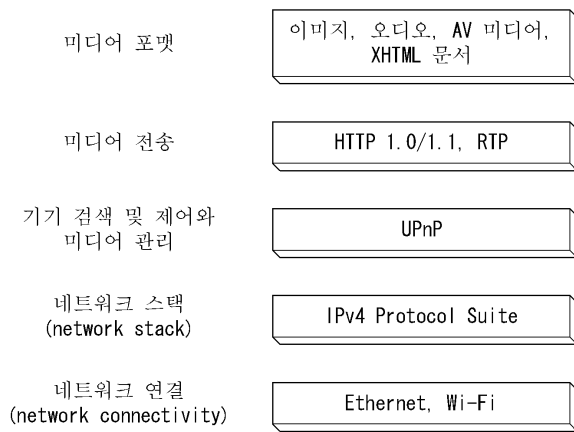 미디어 포맷
이미지, 오디오, AV 미디어,
XHTML 문서
미디어 전송
HTTP 1.0/1.1, RTP
기기 검색 및 제어와
미디어 관리
UPnP
네트워크 스택
(network stack)
IPv4 Protocol Suite
네트워크 연결
(network connectivity)
Ethernet, Wi-Fi